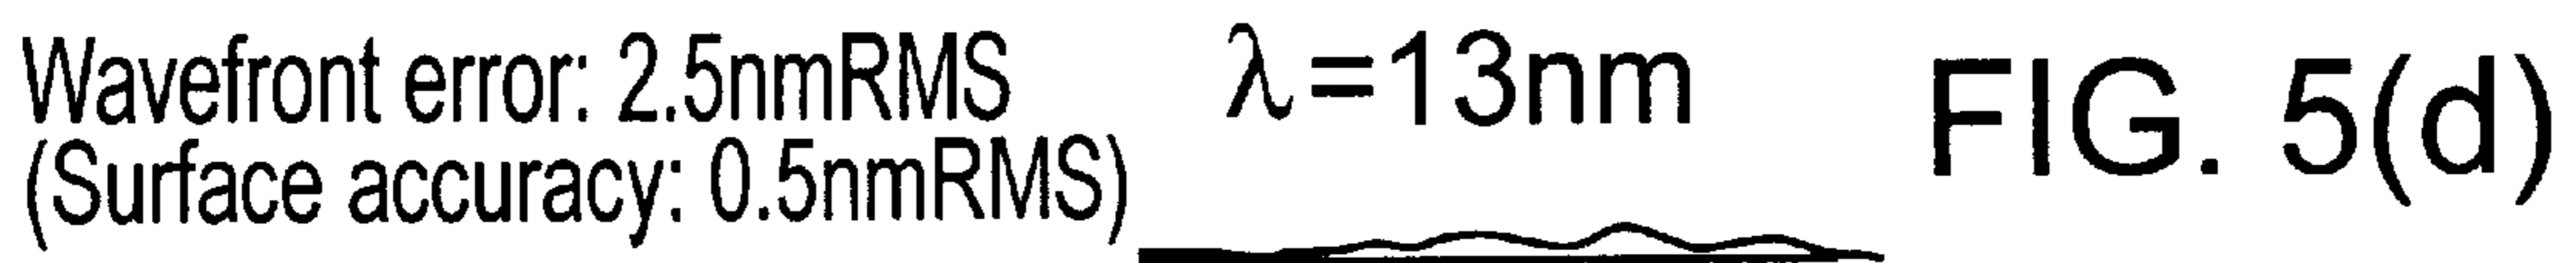 Wavefront error: 2.5nmRMS
(Surface accuracy: 0.5nmRMS)
λ=13nm
FIG. 5(d)